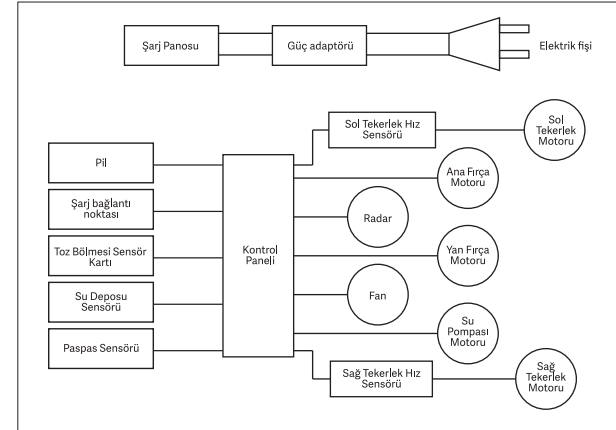 Şarj Panosu
Güç adaptörü
Elektrik fişi
Sol Tekerlek Hız
Sensörü
Sol
Tekerlek
Motoru
Pil
Ana Fırça
Motoru
Şarj bağlantı
noktası
Radar
Toz Bölmesi Sensör
Kartı
Kontrol
Paneli
Yan Fırça
Motoru
Su Deposu
Sensörü
Fan
Su
Pompası
Motoru
Paspas Sensörü
Sağ Tekerlek Hız
Sensörü
Sağ
Tekerlek
Motoru